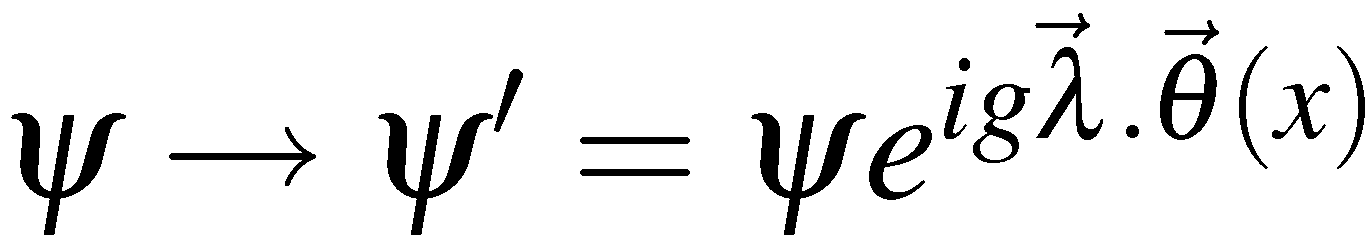 ψ → ψ′ = ψe^{ig\vec{λ}.\vec{θ}(x)}